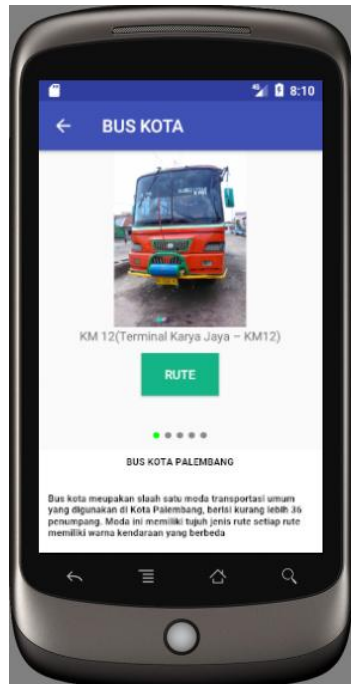 8:10
BUS KOTA
KM 12(Terminal Karya Jaya – KM12)
RUTE
BUS KOTA PALEMBANG
Bus kota meupakan slaah satu moda transportasi umum
yang digunakan di Kota Palembang, berisi kurang lebih 36
penumpang. Moda ini memiliki tujuh jenis rute setiap rute
memiliki warna kendaraan yang berbeda